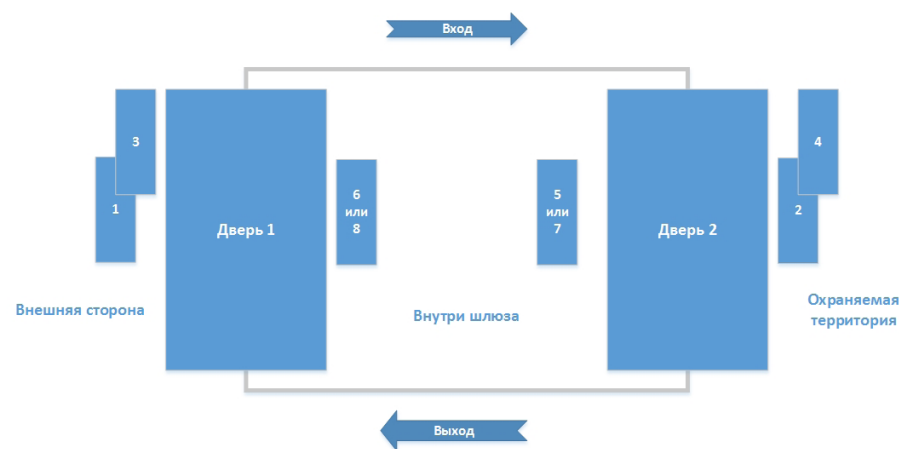 Вход
3
4
1
2
6
или
8
5
или
7
Дверь 1
Дверь 2
Внешняя сторона
Внутри шлюза
Охраняемая
территория
Выход